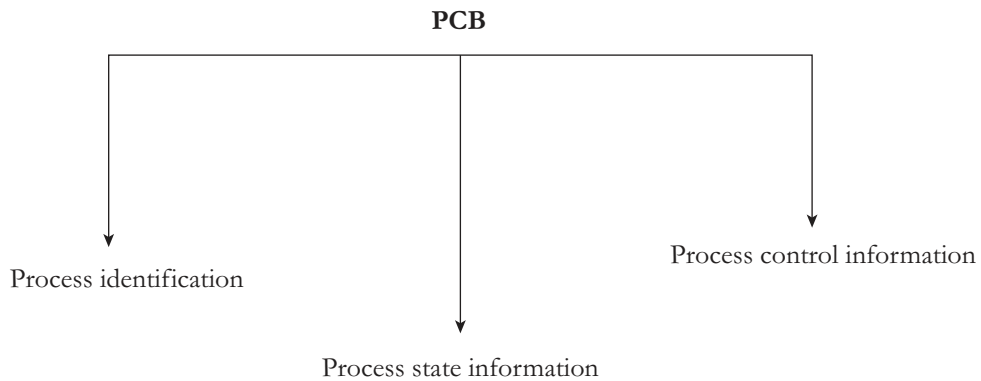 PCB
Process identification
Process state information
Process control information